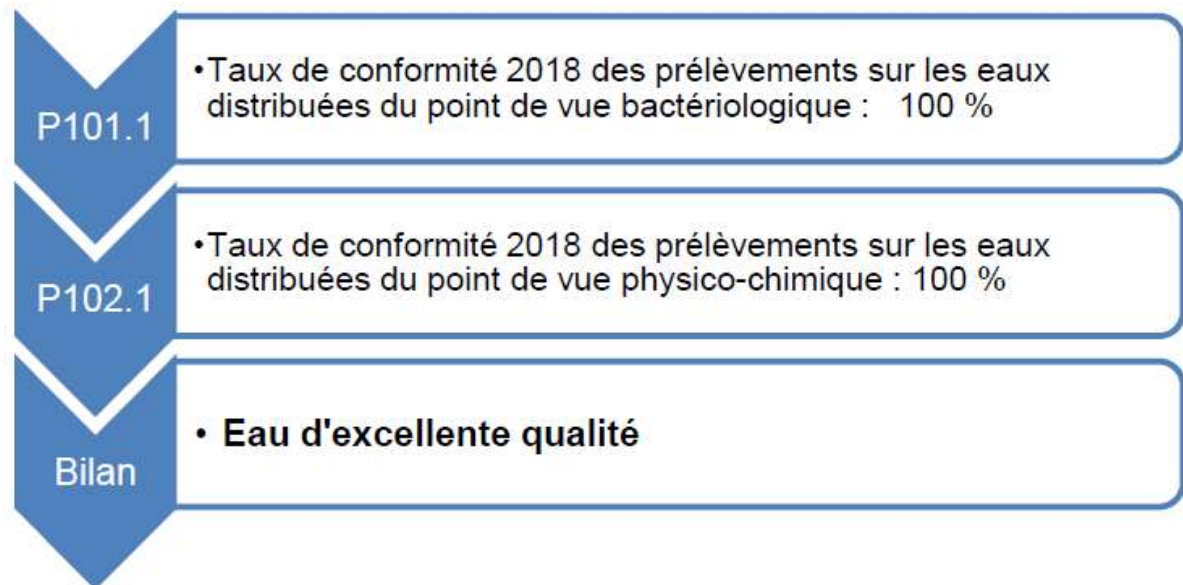 P101.1
•Taux de conformité 2018 des prélèvements sur les eaux
distribuées du point de vue bactériologique : 100 %
P102.1
•Taux de conformité 2018 des prélèvements sur les eaux
distribuées du point de vue physico-chimique : 100 %
Bilan
• Eau d'excellente qualité